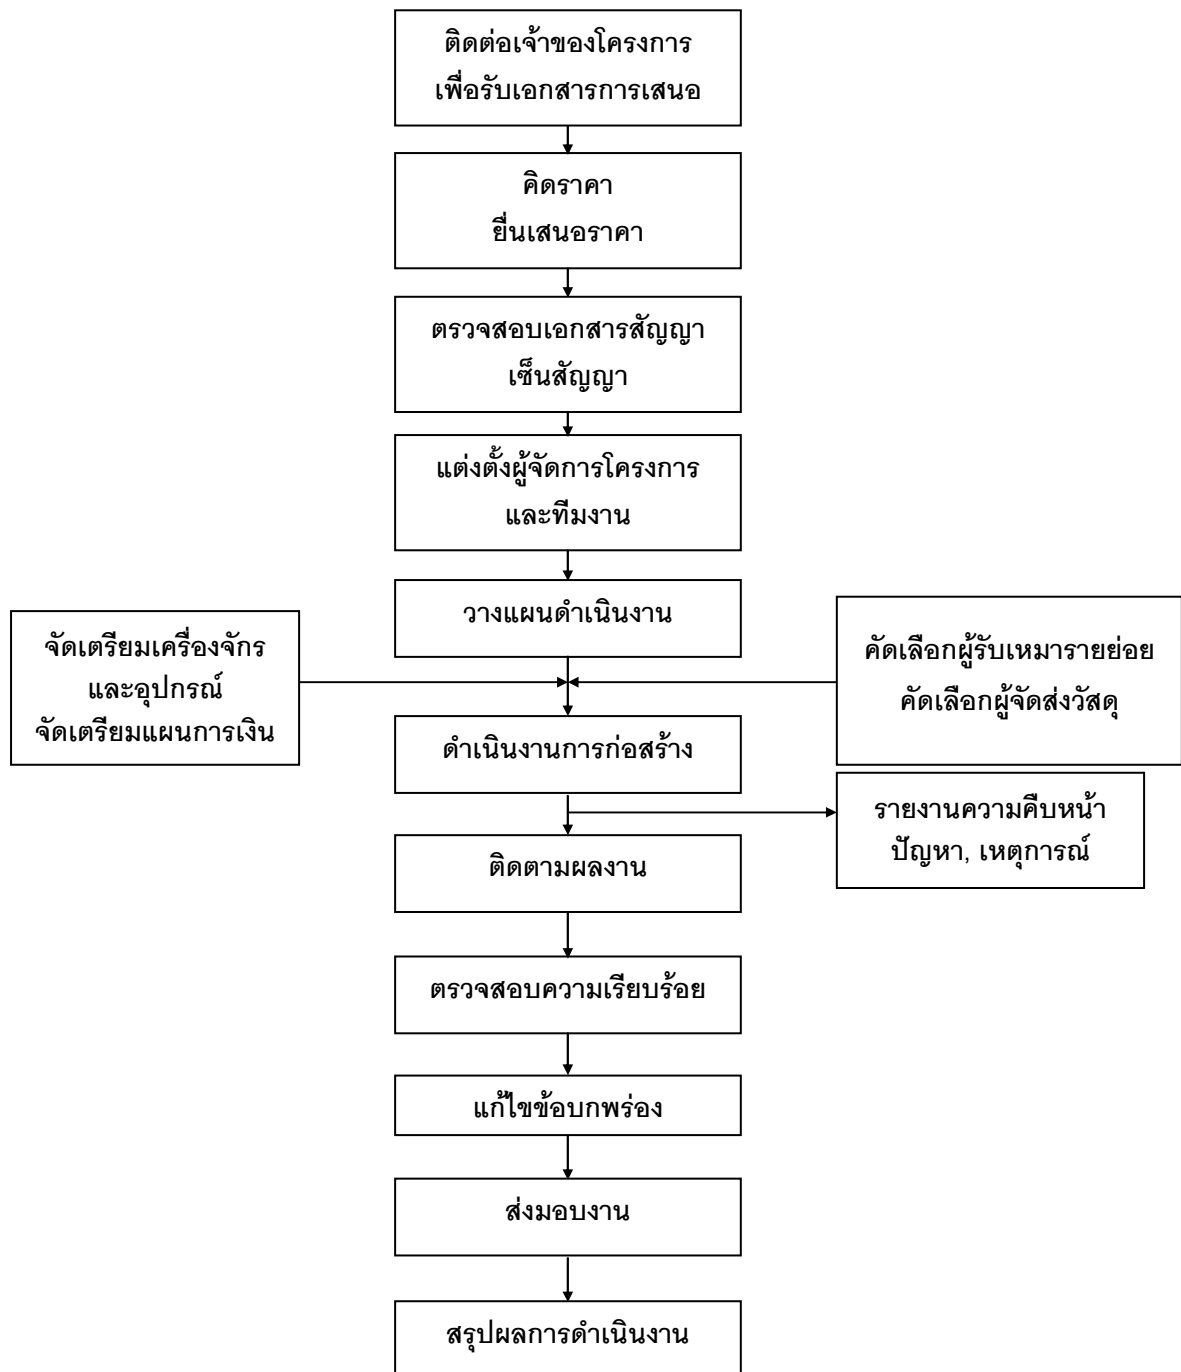 ติดต่อเจ้าของโครงการ
เพื่อรับเอกสารการเสนอ
คิดราคา
ยื่นเสนอราคา
ตรวจสอบเอกสารสัญญา
เซ็นสัญญา
แต่งตั้งผู้จัดการโครงการ
และทีมงาน
วางแผนดำเนินงาน
จัดเตรียมเครื่องจักร
และอุปกรณ์
จัดเตรียมแผนการเงิน
คัดเลือกผู้รับเหมารายย่อย
คัดเลือกผู้จัดส่งวัสดุ
ดำเนินงานการก่อสร้าง
รายงานความคืบหน้า
ปัญหา, เหตุการณ์
ติดตามผลงาน
ตรวจสอบความเรียบร้อย
แก้ไขข้อบกพร่อง
ส่งมอบงาน
สรุปผลการดำเนินงาน